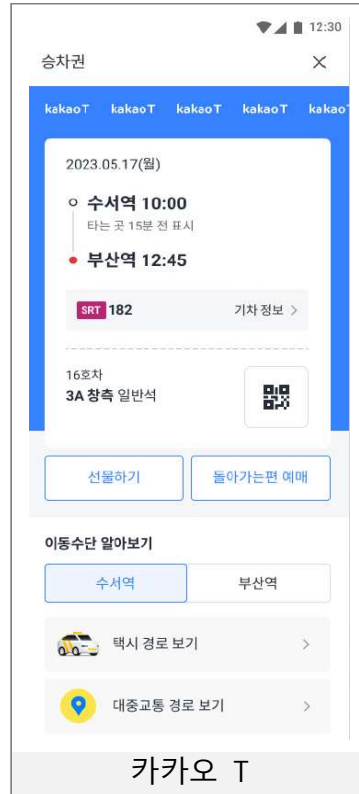 12:30
승차권
kakaoT kakaoT kakaoT kakaoT kakao
2023.05.17(월)
수서역 10:00
타는 곳 15분 전 표시
부산역 12:45
SRT 182 기차 정보
16호차
3A 창측 일반석
선물하기 돌아가는편 예매
이동수단 알아보기
수서역 부산역
택시 경로 보기
대중교통 경로 보기
카카오 T